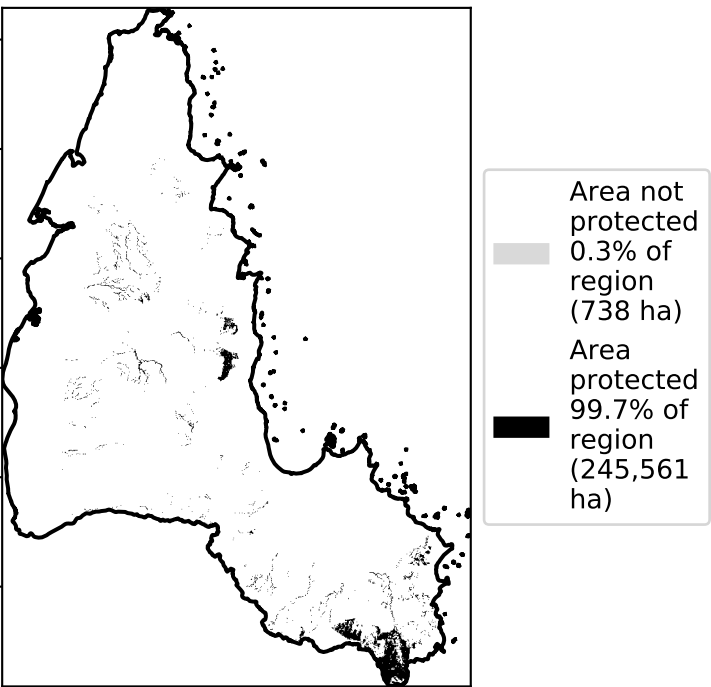 Area not
protected
0.3% of
region
(738 ha)
Area
protected
99.7% of
region
(245,561
ha)